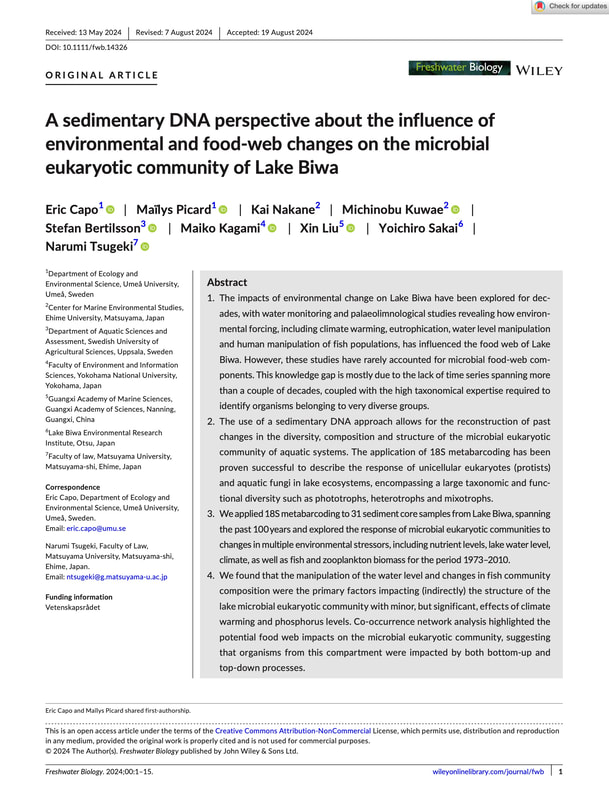 Check for updates
Received: 13 May 2024 | Revised: 7 August 2024 | Accepted: 19 August 2024
DOI: 10.1111/fwb.14326
ORIGINAL ARTICLE
Freshwater Biology WILEY
A sedimentary DNA perspective about the influence of
environmental and food-web changes on the microbial
eukaryotic community of Lake Biwa
Eric Capo1 | Maïlys Picard1 | Kai Nakane2 | Michinobu Kuwae2 |
Stefan Bertilsson3 | Maiko Kagami4 | Xin Liu5 | Yoichiro Sakai6 |
Narumi Tsugeki7
1Department of Ecology and
Environmental Science, Umeå University,
Umeå, Sweden
2Center for Marine Environmental Studies,
Ehime University, Matsuyama, Japan
3Department of Aquatic Sciences and
Assessment, Swedish University of
Agricultural Sciences, Uppsala, Sweden
4Faculty of Environment and Information
Sciences, Yokohama National University,
Yokohama, Japan
5Guangxi Academy of Marine Sciences,
Guangxi Academy of Sciences, Nanning,
Guangxi, China
6Lake Biwa Environmental Research
Institute, Otsu, Japan
7Faculty of law, Matsuyama University,
Matsuyama-shi, Ehime, Japan
Correspondence
Eric Capo, Department of Ecology and
Environmental Science, Umeå University,
Umeå, Sweden.
Email: eric.capo@umu.se
Narumi Tsugeki, Faculty of Law,
Matsuyama University, Matsuyama-shi,
Ehime, Japan.
Email: ntsugeki@g.matsuyama-u.ac.jp
Funding information
Vetenskapsrådet
Abstract
1. The impacts of environmental change on Lake Biwa have been explored for dec-
ades, with water monitoring and palaeolimnological studies revealing how environ-
mental forcing, including climate warming, eutrophication, water level manipulation
and human manipulation of fish populations, has influenced the food web of Lake
Biwa. However, these studies have rarely accounted for microbial food-web com-
ponents. This knowledge gap is mostly due to the lack of time series spanning more
than a couple of decades, coupled with the high taxonomical expertise required to
identify organisms belonging to very diverse groups.
2. The use of a sedimentary DNA approach allows for the reconstruction of past
changes in the diversity, composition and structure of the microbial eukaryotic
community of aquatic systems. The application of 18S metabarcoding has been
proven successful to describe the response of unicellular eukaryotes (protists)
and aquatic fungi in lake ecosystems, encompassing a large taxonomic and func-
tional diversity such as phototrophs, heterotrophs and mixotrophs.
3. We applied 18S metabarcoding to 31 sediment core samples from Lake Biwa, spanning
the past 100 years and explored the response of microbial eukaryotic communities to
changes in multiple environmental stressors, including nutrient levels, lake water level,
climate, as well as fish and zooplankton biomass for the period 1973–2010.
4. We found that the manipulation of the water level and changes in fish community
composition were the primary factors impacting (indirectly) the structure of the
lake microbial eukaryotic community with minor, but significant, effects of climate
warming and phosphorus levels. Co-occurrence network analysis highlighted the
potential food web impacts on the microbial eukaryotic community, suggesting
that organisms from this compartment were impacted by both bottom-up and
top-down processes.
Eric Capo and Maïlys Picard shared first-authorship.
This is an open access article under the terms of the Creative Commons Attribution-NonCommercial License, which permits use, distribution and reproduction
in any medium, provided the original work is properly cited and is not used for commercial purposes.
© 2024 The Author(s). Freshwater Biology published by John Wiley & Sons Ltd.
Freshwater Biology. 2024;00:1–15.
wileyonlinelibrary.com/journal/fwb | 1